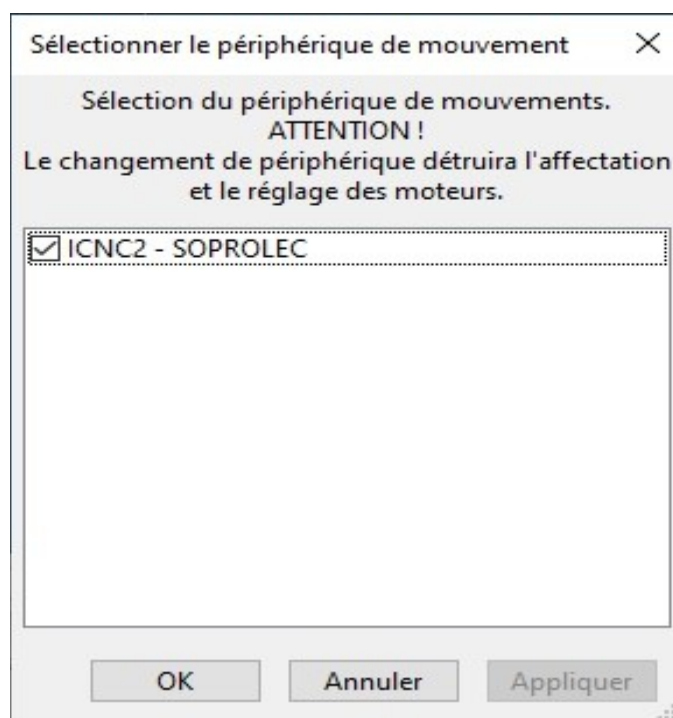 Sélectionner le périphérique de mouvement
Sélection du périphérique de mouvements.
ATTENTION !
Le changement de périphérique détruira l'affectation
et le réglage des moteurs.
ICNC2 - SOPROLEC
OK Annuler Appliquer